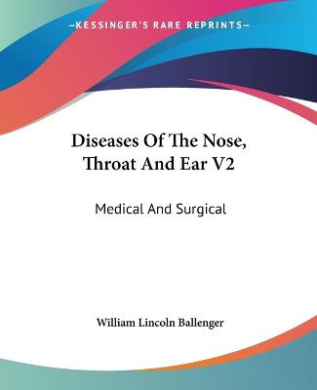 ~KESSINGER'S RARE REPRINTS~
Diseases Of The Nose,
Throat And Ear V2
Medical And Surgical
William Lincoln Ballenger